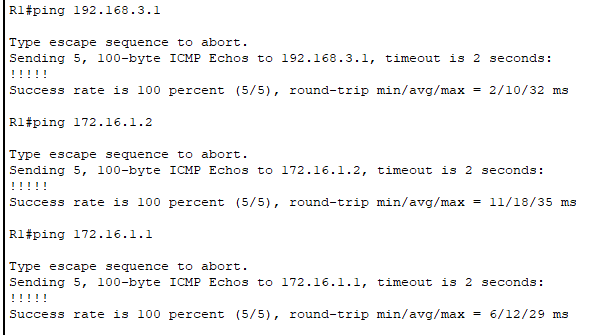 R1#ping 192.168.3.1
Type escape sequence to abort.
Sending 5, 100-byte ICMP Echos to 192.168.3.1, timeout is 2 seconds:
!!!!!
Success rate is 100 percent (5/5), round-trip min/avg/max = 2/10/32 ms
R1#ping 172.16.1.2
Type escape sequence to abort.
Sending 5, 100-byte ICMP Echos to 172.16.1.2, timeout is 2 seconds:
!!!!!
Success rate is 100 percent (5/5), round-trip min/avg/max = 11/18/35 ms
R1#ping 172.16.1.1
Type escape sequence to abort.
Sending 5, 100-byte ICMP Echos to 172.16.1.1, timeout is 2 seconds:
!!!!!
Success rate is 100 percent (5/5), round-trip min/avg/max = 6/12/29 ms